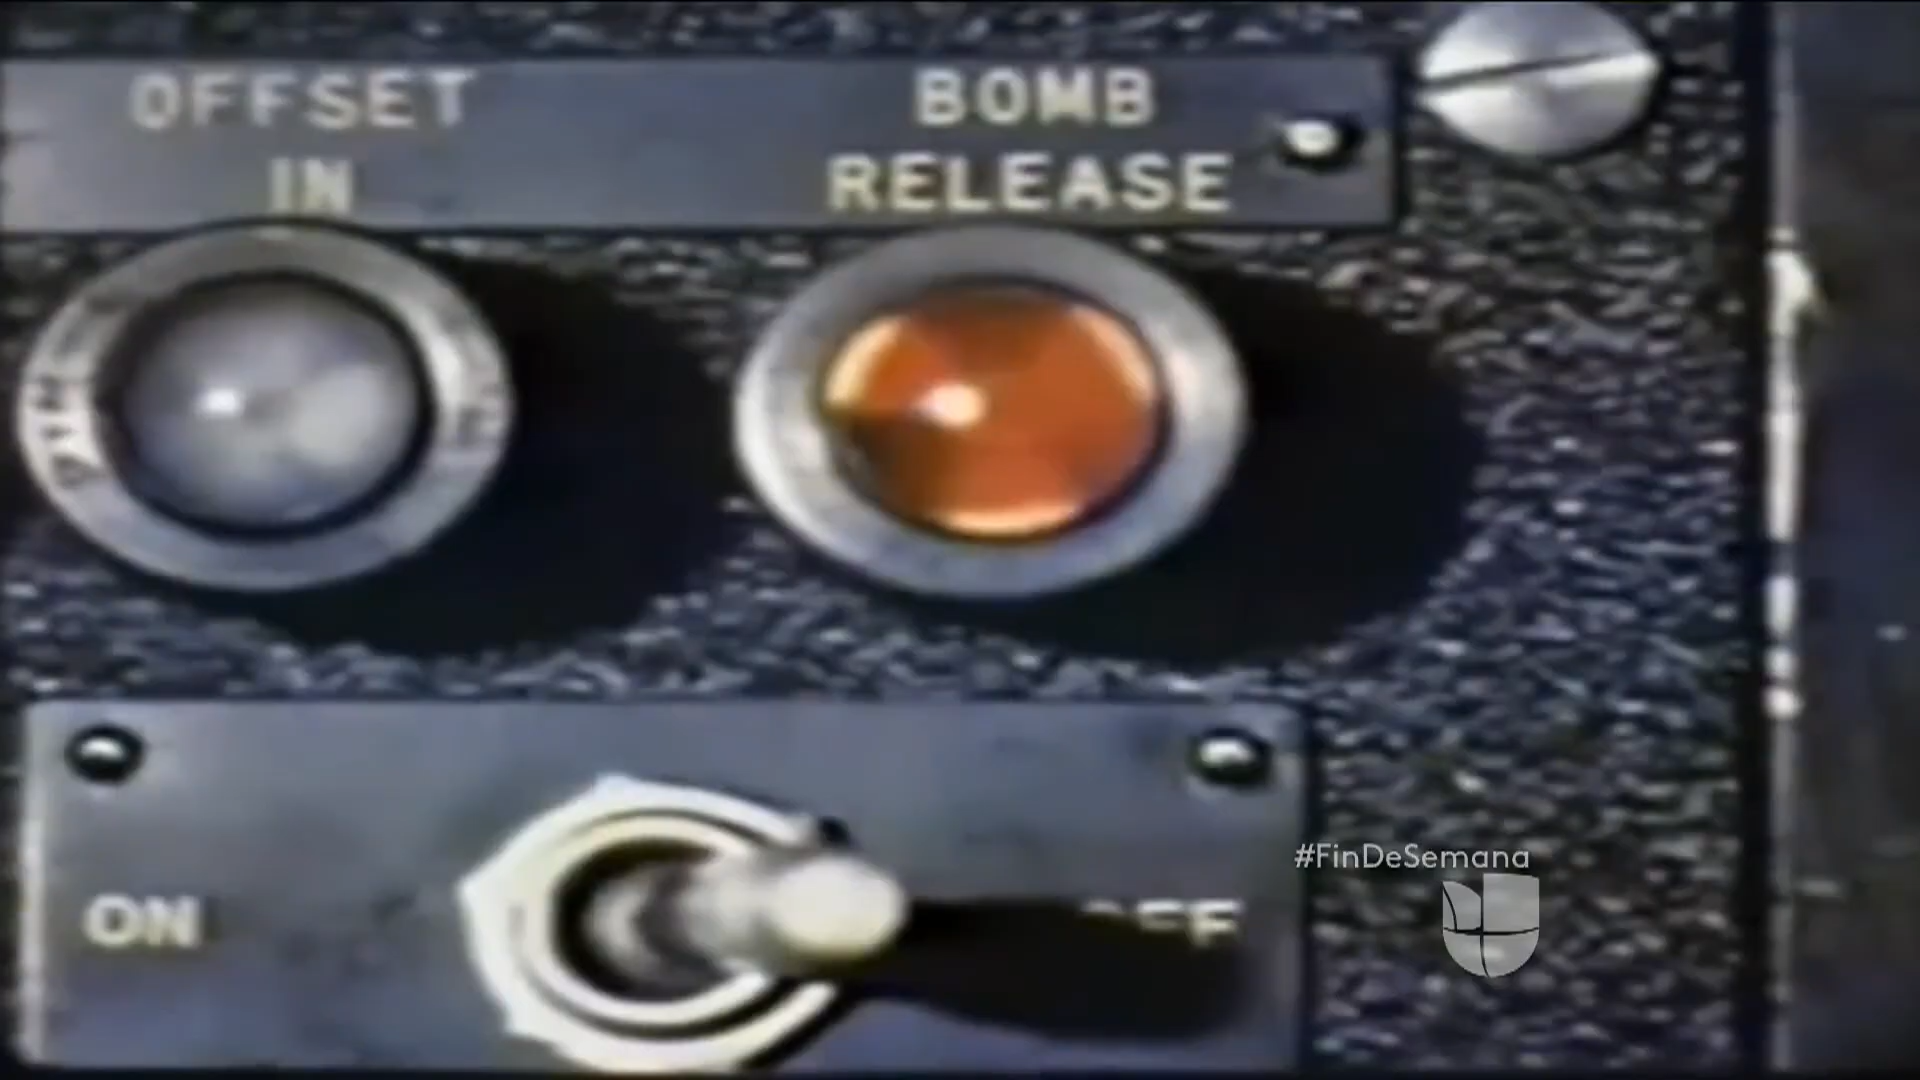 OFFSET
IN
BOMB
RELEASE
ON
#FinDeSemana